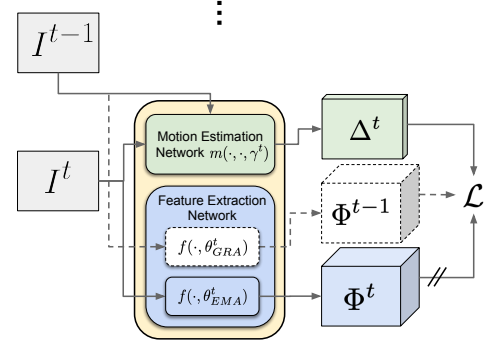 ⋮
I^{t−1}
Motion Estimation
Network m(·,·,γ^t)
Δ^t
I^t
Feature Extraction
Network
Φ^{t−1}
𝓛
f(·,θ^t_{GRA})
f(·,θ^t_{EMA})
Φ^t